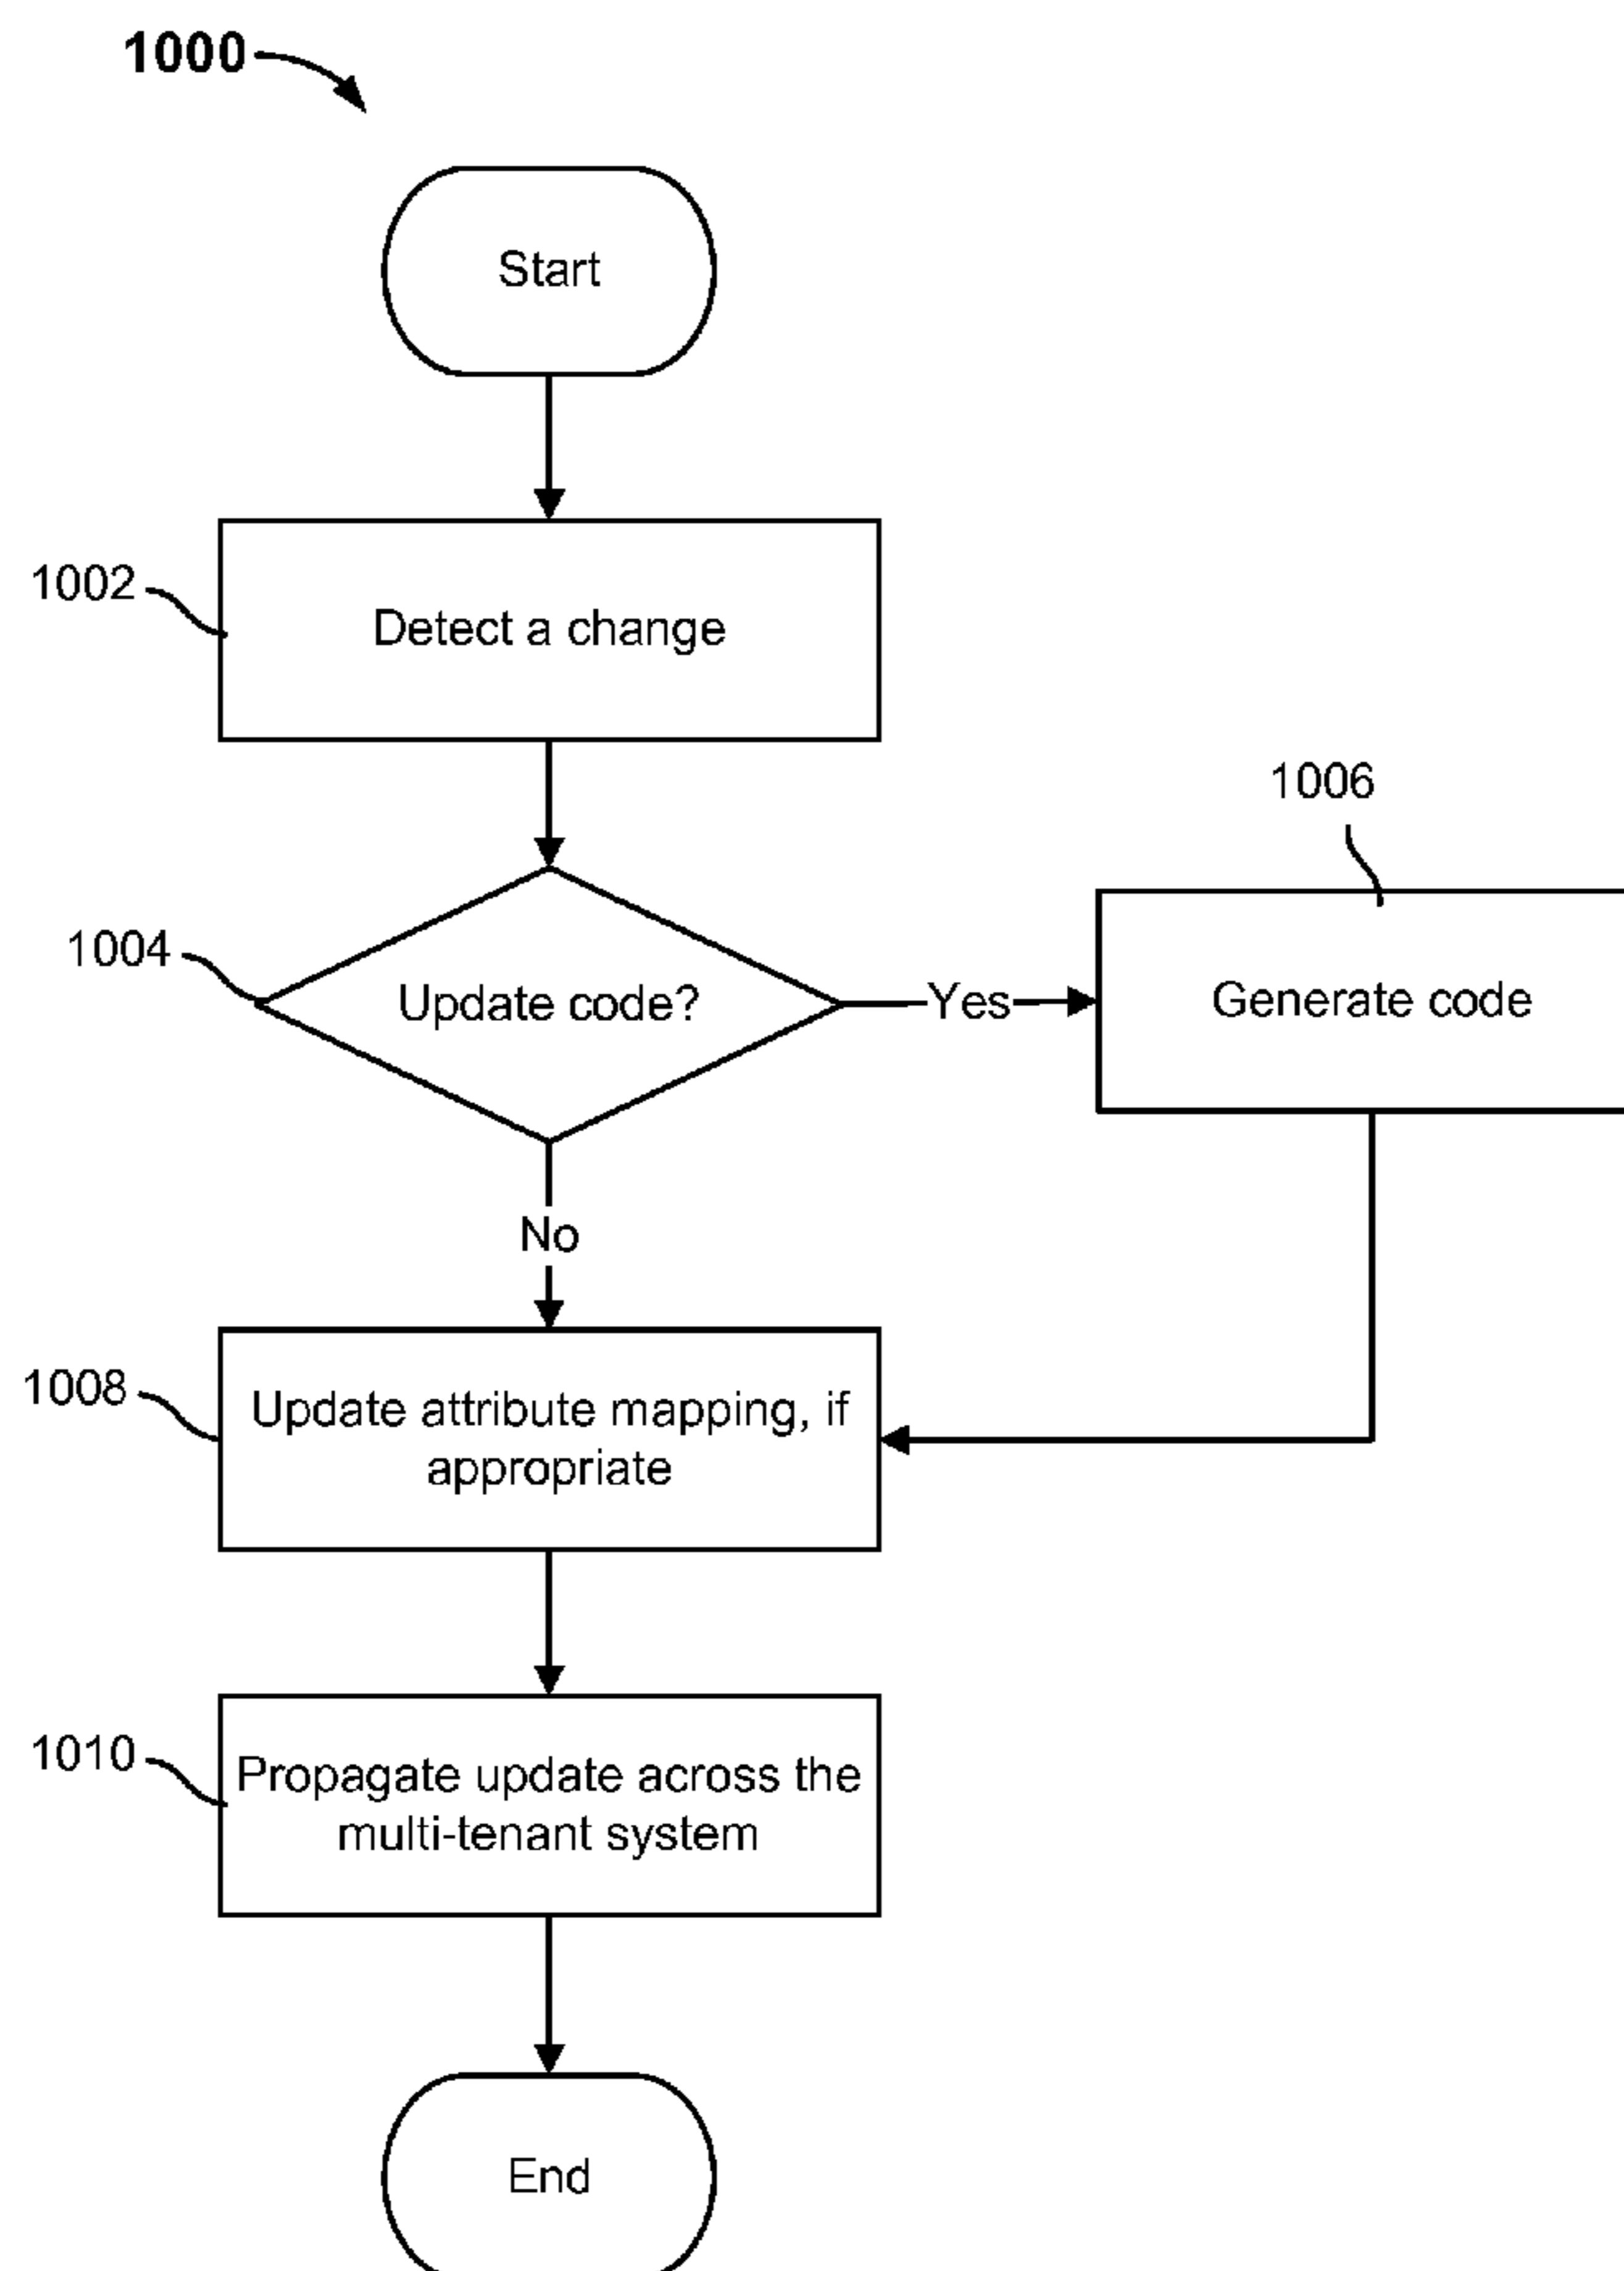 1000
Start
1002
Detect a change
1006
1004
Update code?
Yes
Generate code
No
1008
Update attribute mapping, if
appropriate
1010
Propagate update across the
multi-tenant system
End